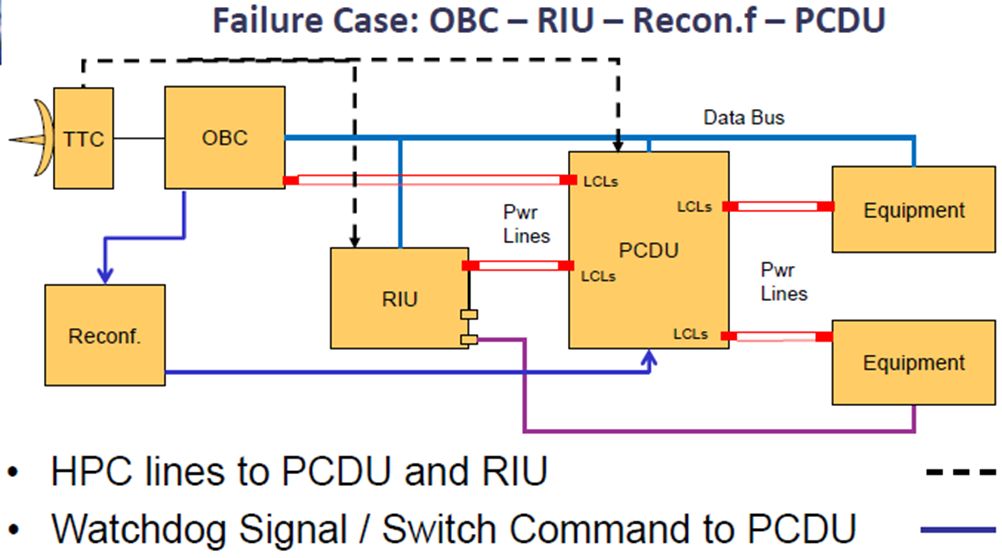 Failure Case: OBC – RIU – Recon.f – PCDU
TTC
OBC
Data Bus
LCLs
LCLs
Equipment
Pwr
Lines
PCDU
RIU
LCLs
Pwr
Lines
Reconf.
LCLs
Equipment
• HPC lines to PCDU and RIU
• Watchdog Signal / Switch Command to PCDU